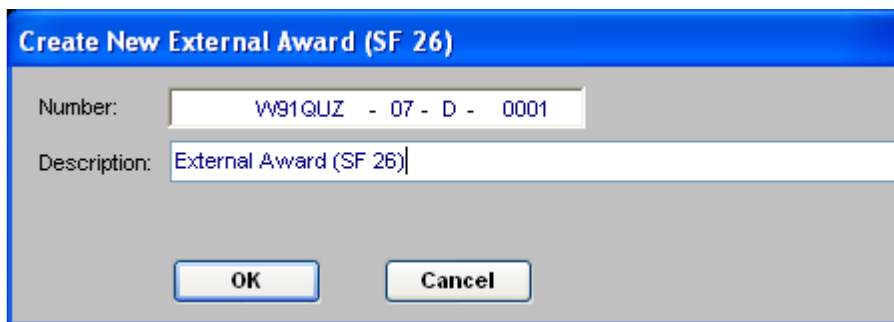 Create New External Award (SF 26)
Number: W91QUZ - 07 - D - 0001
Description: External Award (SF 26)
OK Cancel